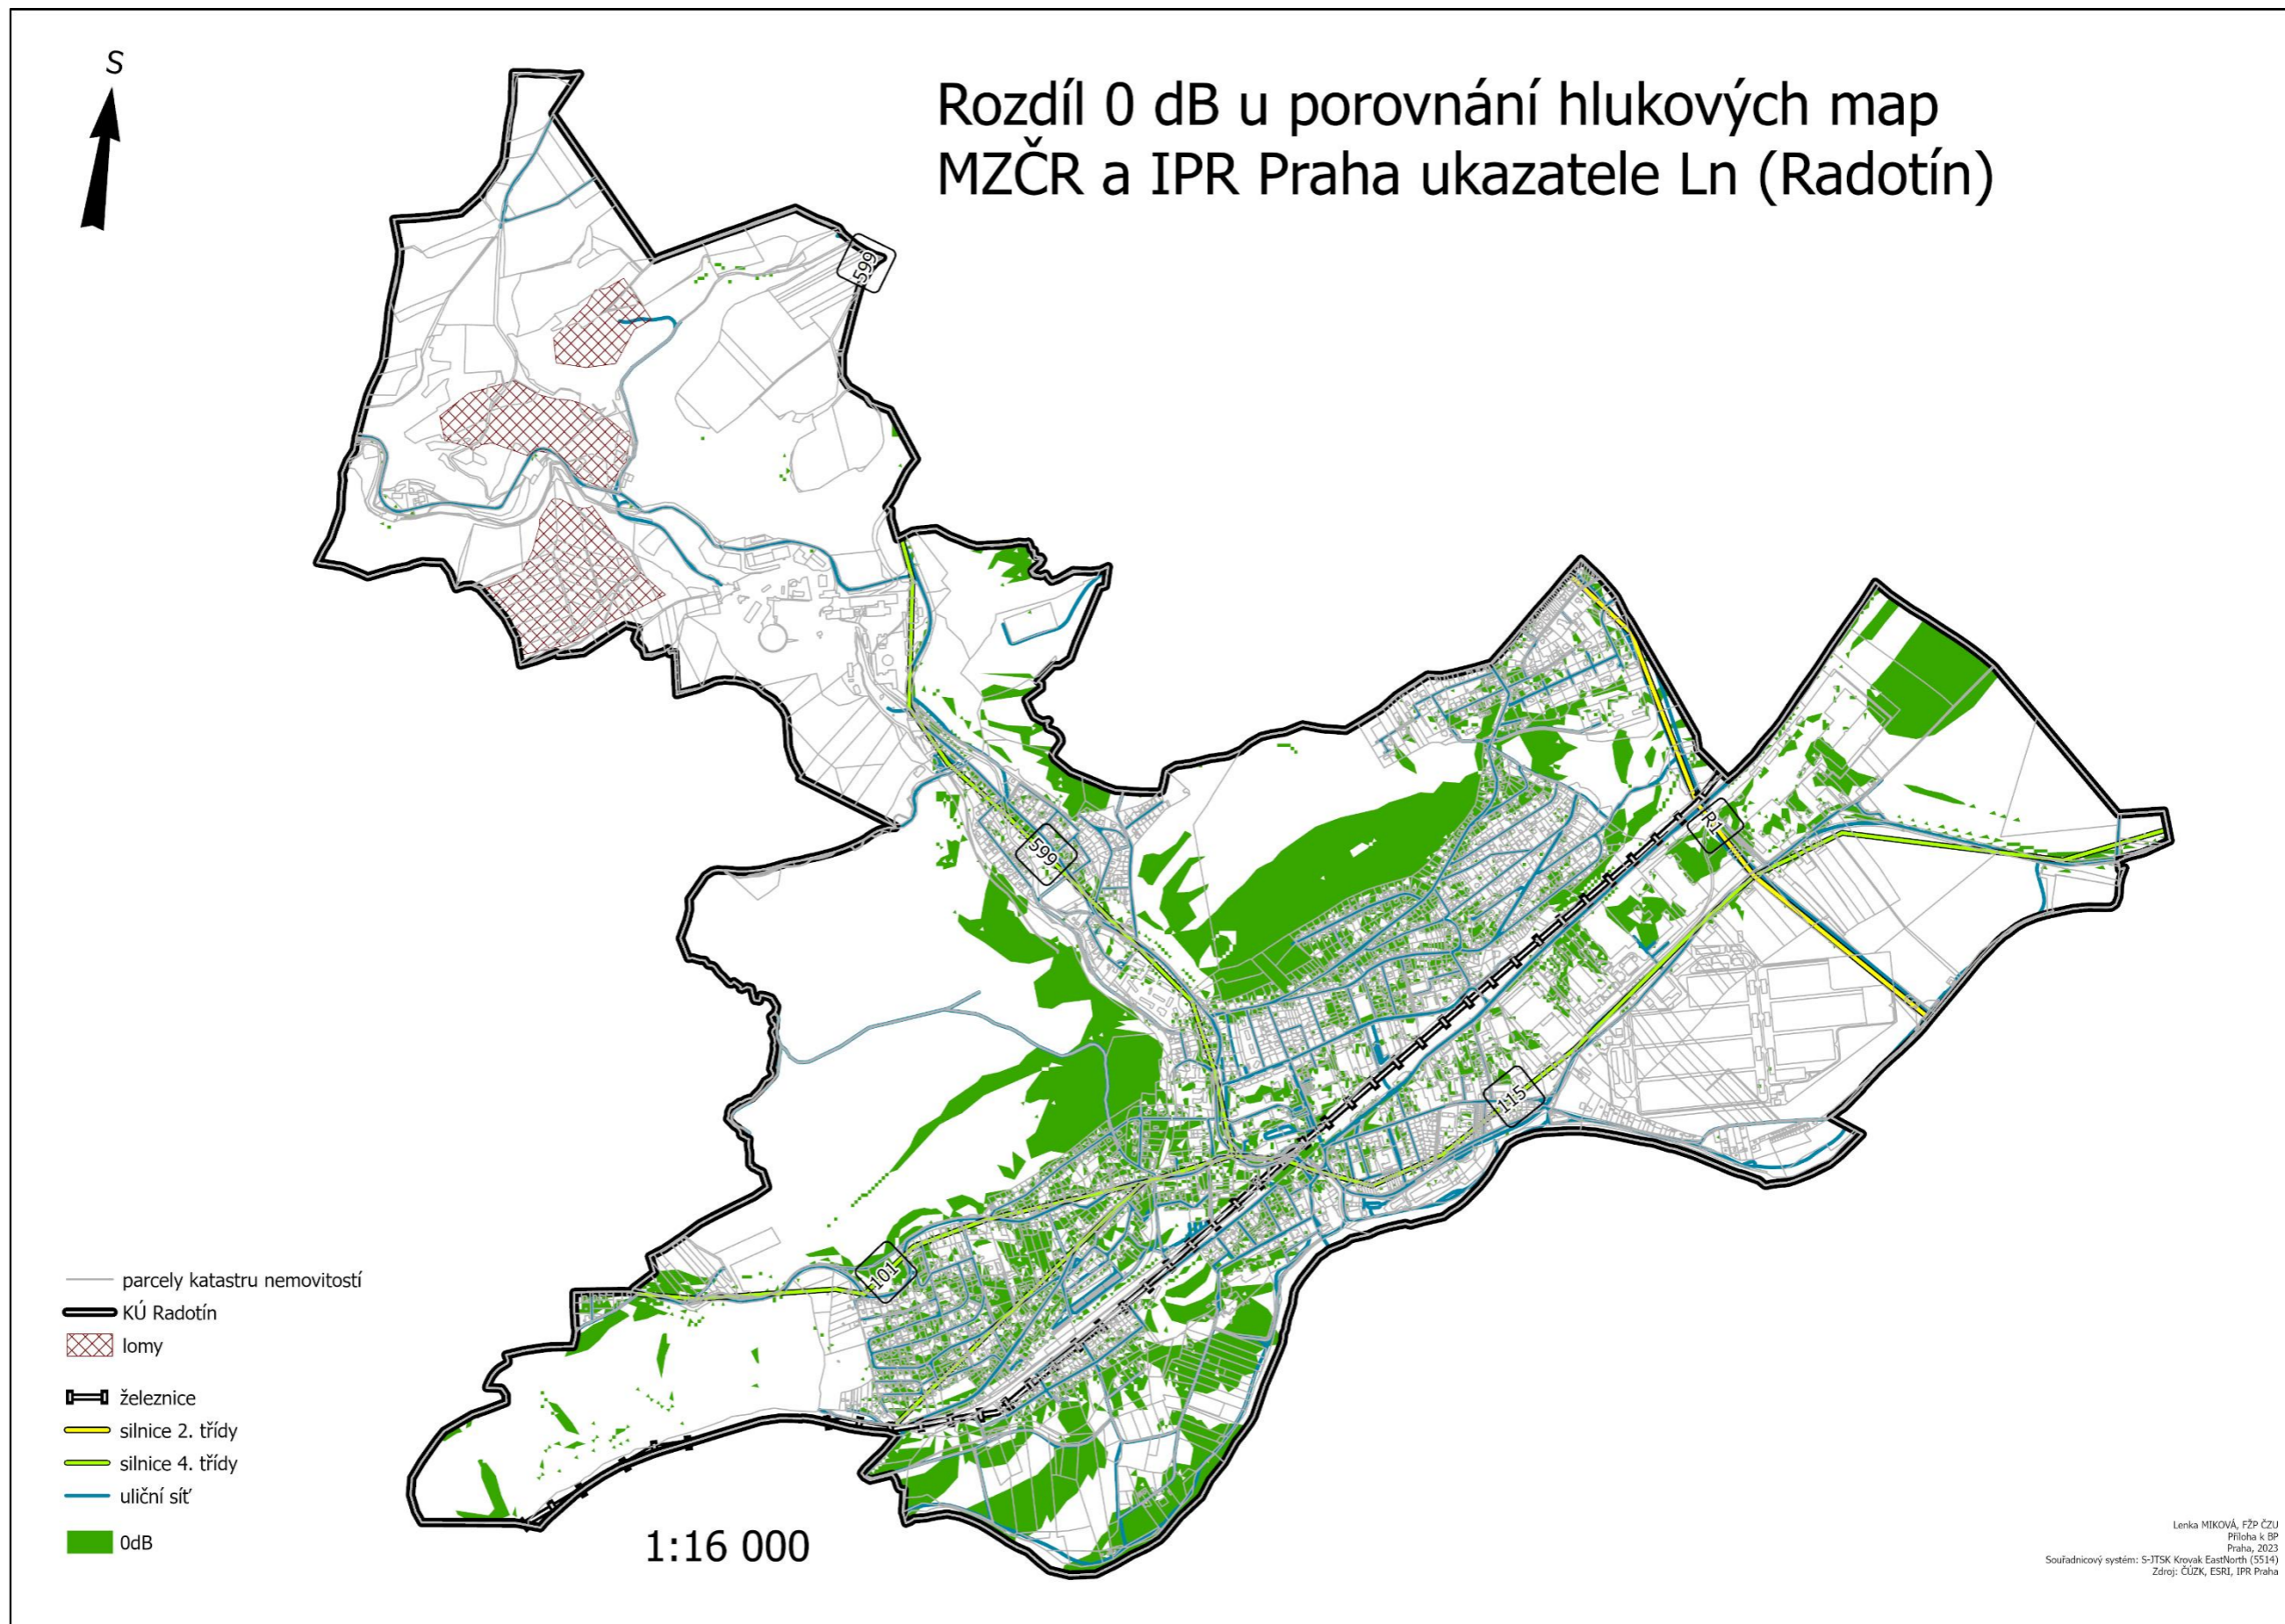 S
Rozdíl 0 dB u porovnání hlukových map
MZČR a IPR Praha ukazatele Ln (Radotín)
599
599
R1
115
101
parcely katastru nemovitostí
KÚ Radotín
lomy
železnice
silnice 2. třídy
silnice 4. třídy
uliční síť
0dB
1:16 000
Lenka MIKOVÁ, FŽP ČZU
Příloha k BP
Praha, 2023
Souřadnicový systém: S-JTSK Krovak EastNorth (5514)
Zdroj: ČÚZK, ESRI, IPR Praha